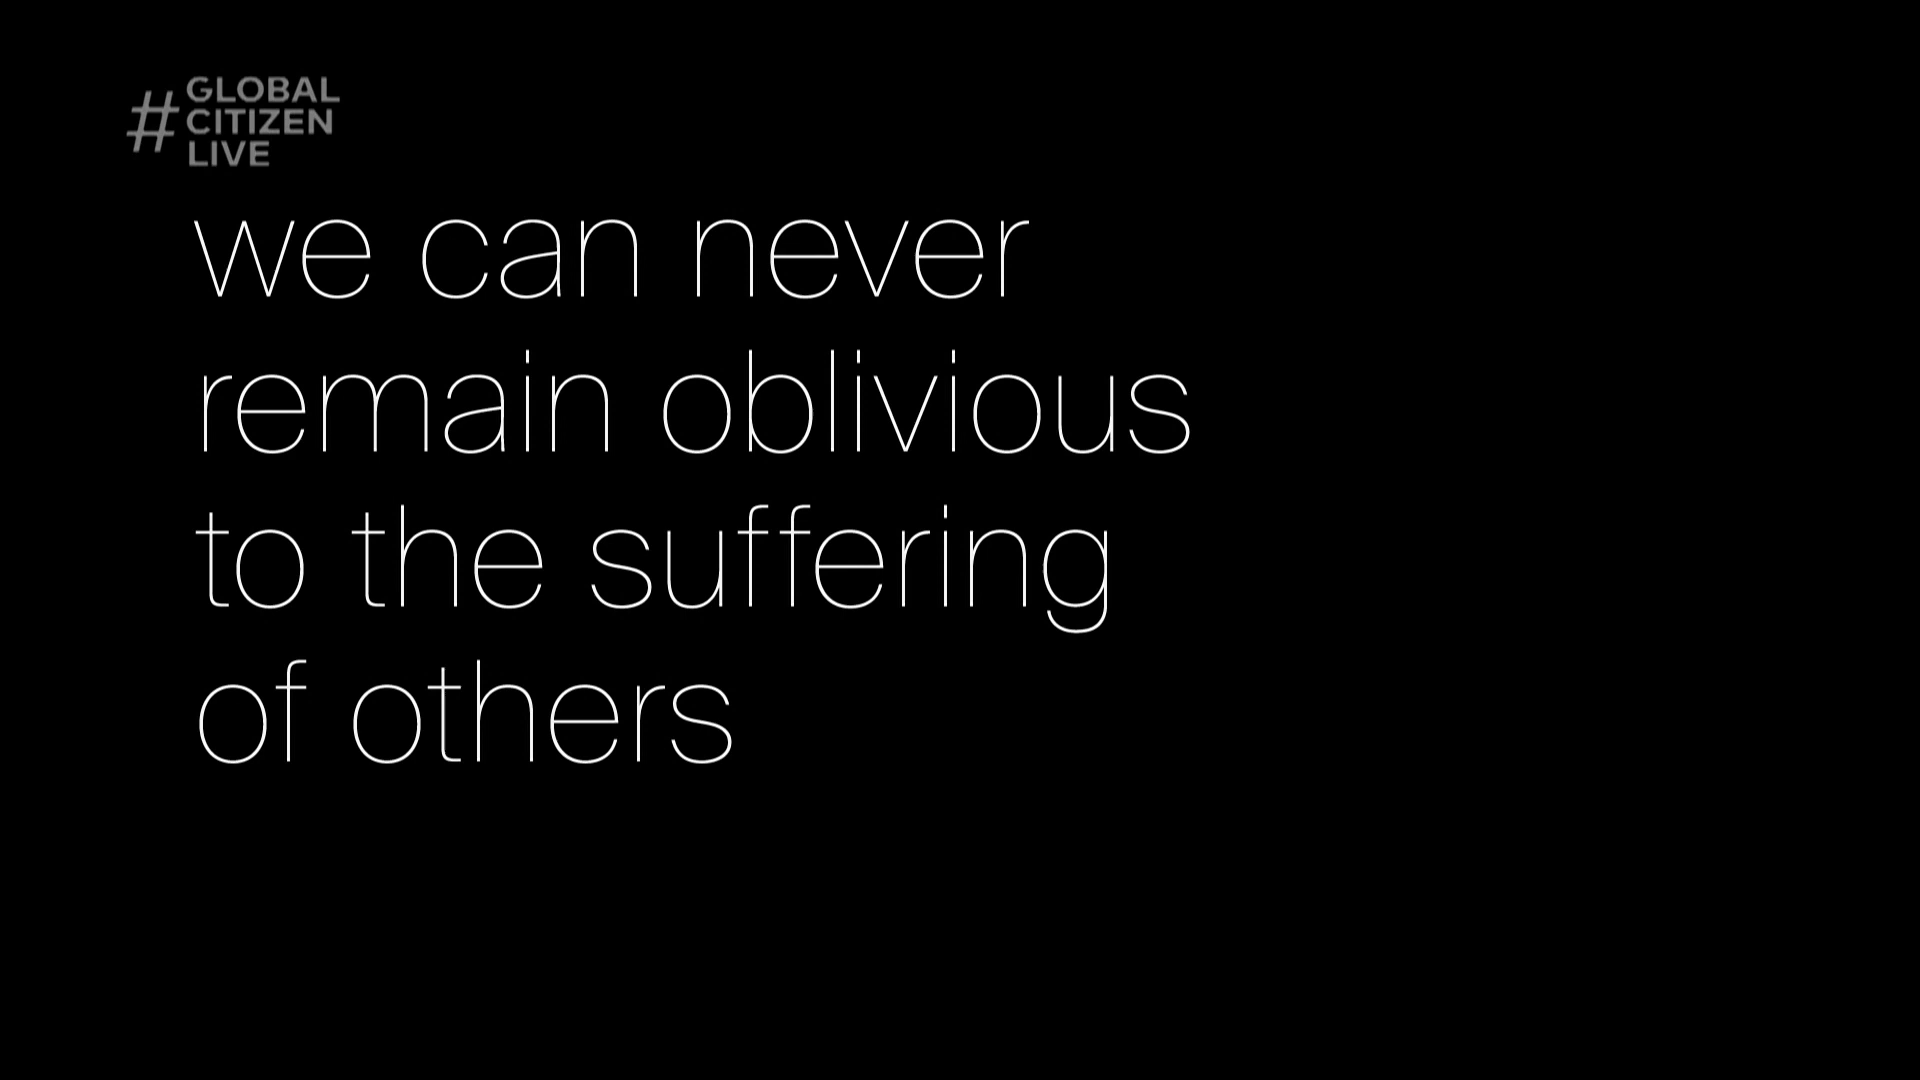 #GLOBAL
CITIZEN
LIVE
we can never
remain oblivious
to the suffering
of others